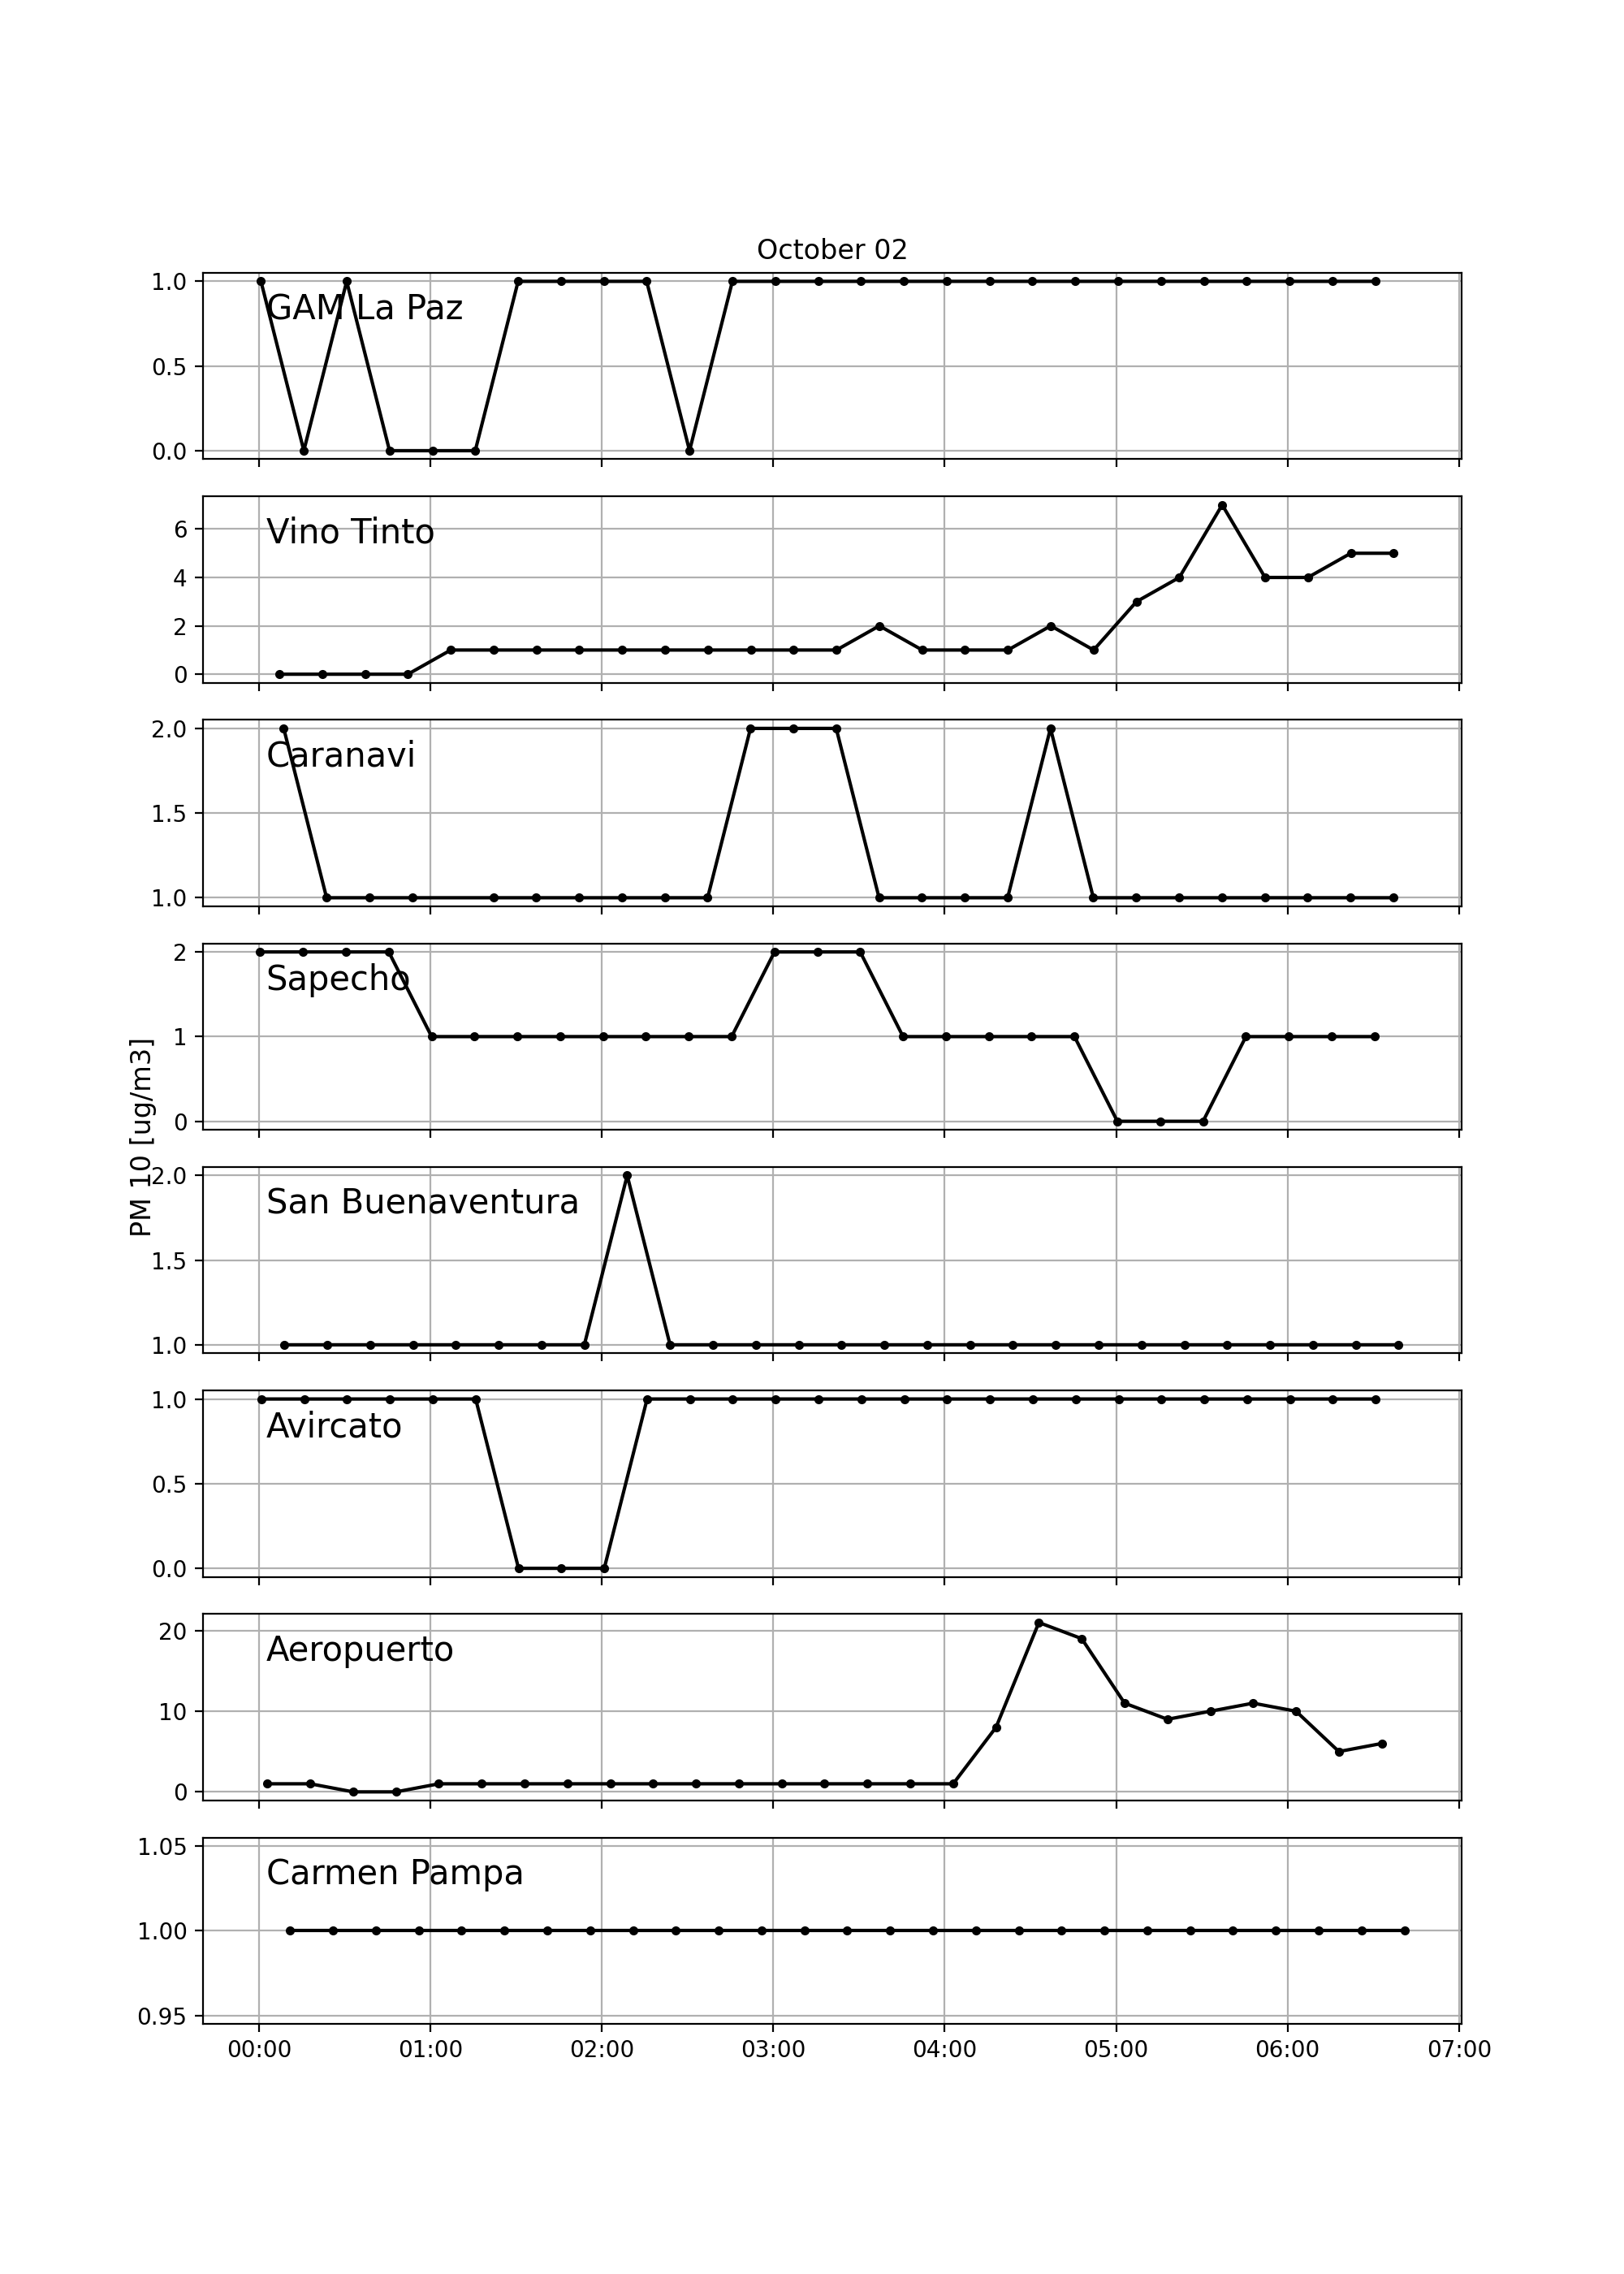 October 02
1.0
GAM La Paz
0.5
0.0
6
Vino Tinto
4
2
0
2.0
Caranavi
1.5
1.0
2
Sapecho
1
0
PM 10 [ug/m3]
2.0
San Buenaventura
1.5
1.0
1.0
Avircato
0.5
0.0
20
Aeropuerto
10
0
1.05
Carmen Pampa
1.00
0.95
00:00 01:00 02:00 03:00 04:00 05:00 06:00 07:00